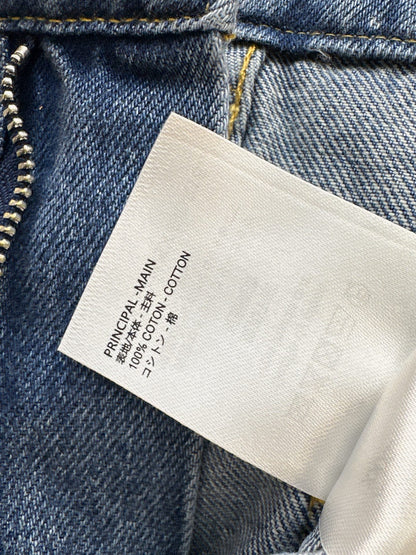 PRINCIPAL - MAIN
表地/本体 - 主料
100% COTON - COTTON
コットン - 棉